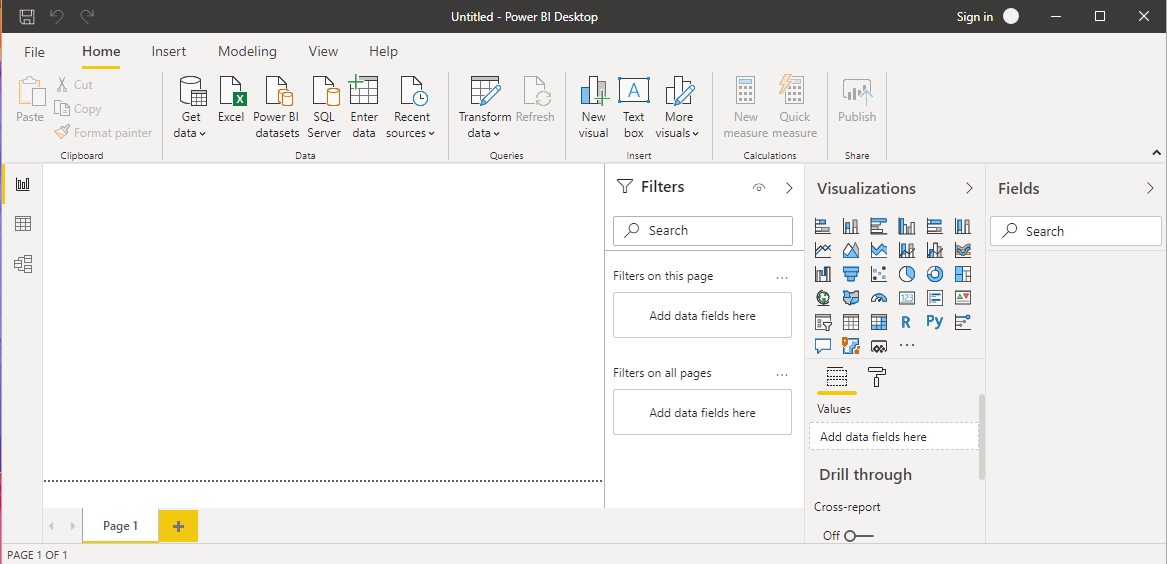 Untitled - Power BI Desktop
Sign in
File Home Insert Modeling View Help
Paste
Cut
Copy
Format painter
Clipboard
Get data
Excel
Power BI datasets
SQL Server
Enter data
Recent sources
Data
Transform data
Refresh
Queries
New visual
Text box
More visuals
Insert
New measure
Quick measure
Calculations
Publish
Share
Filters
Search
Filters on this page
...
Add data fields here
Filters on all pages
...
Add data fields here
Visualizations
123
R
Py
...
Values
Add data fields here
Drill through
Cross-report
Off
Fields
Search
Page 1
PAGE 1 OF 1